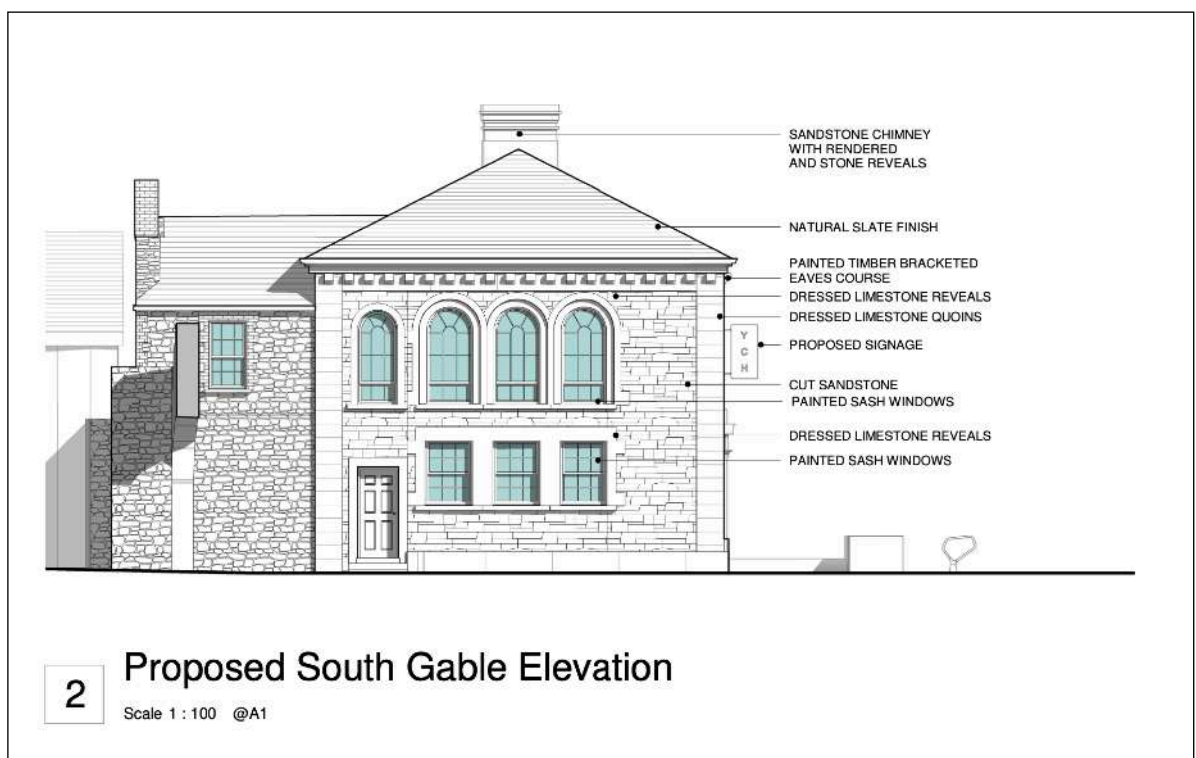 SANDSTONE CHIMNEY
WITH RENDERED
AND STONE REVEALS
NATURAL SLATE FINISH
PAINTED TIMBER BRACKETED
EAVES COURSE
DRESSED LIMESTONE REVEALS
DRESSED LIMESTONE QUOINS
Y
C
H
PROPOSED SIGNAGE
CUT SANDSTONE
PAINTED SASH WINDOWS
DRESSED LIMESTONE REVEALS
PAINTED SASH WINDOWS
2
Proposed South Gable Elevation
Scale 1 : 100 @A1